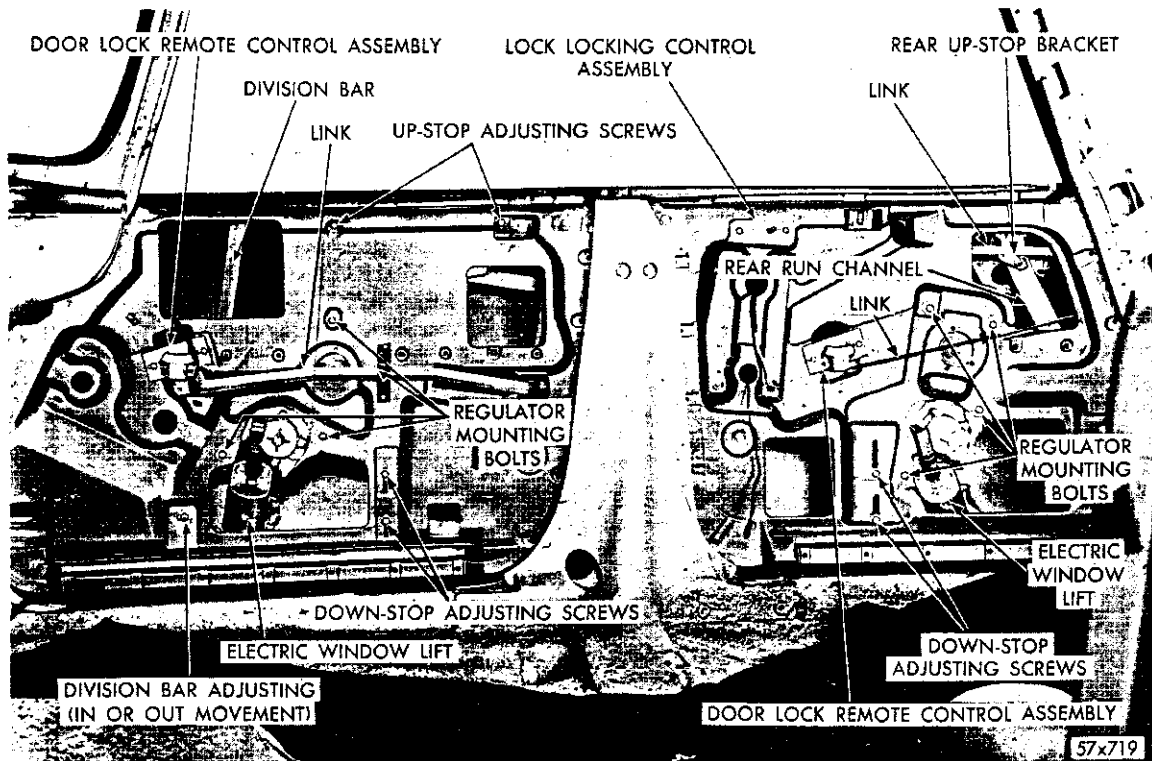 DOOR LOCK REMOTE CONTROL ASSEMBLY
LOCK LOCKING CONTROL
ASSEMBLY
REAR UP-STOP BRACKET
DIVISION BAR
LINK
LINK
UP-STOP ADJUSTING SCREWS
REAR RUN CHANNEL
LINK
REGULATOR
MOUNTING
BOLTS
REGULATOR
MOUNTING
BOLTS
ELECTRIC
WINDOW
LIFT
DOWN-STOP ADJUSTING SCREWS
ELECTRIC WINDOW LIFT
DOWN-STOP
ADJUSTING SCREWS
DIVISION BAR ADJUSTING
(IN OR OUT MOVEMENT)
DOOR LOCK REMOTE CONTROL ASSEMBLY
57x719